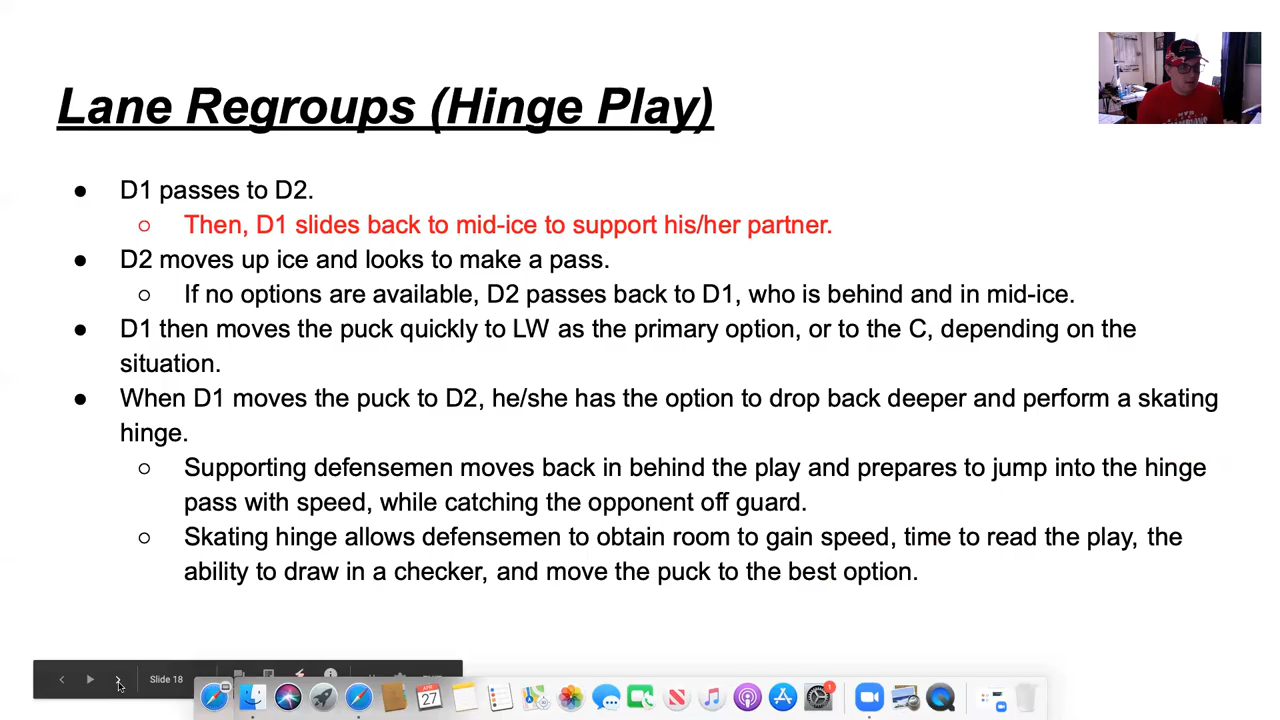 Lane Regroups (Hinge Play)
● D1 passes to D2.
○ Then, D1 slides back to mid-ice to support his/her partner.
● D2 moves up ice and looks to make a pass.
○ If no options are available, D2 passes back to D1, who is behind and in mid-ice.
● D1 then moves the puck quickly to LW as the primary option, or to the C, depending on the
situation.
● When D1 moves the puck to D2, he/she has the option to drop back deeper and perform a skating
hinge.
○ Supporting defensemen moves back in behind the play and prepares to jump into the hinge
pass with speed, while catching the opponent off guard.
○ Skating hinge allows defensemen to obtain room to gain speed, time to read the play, the
ability to draw in a checker, and move the puck to the best option.
Slide 18
APR
27
1